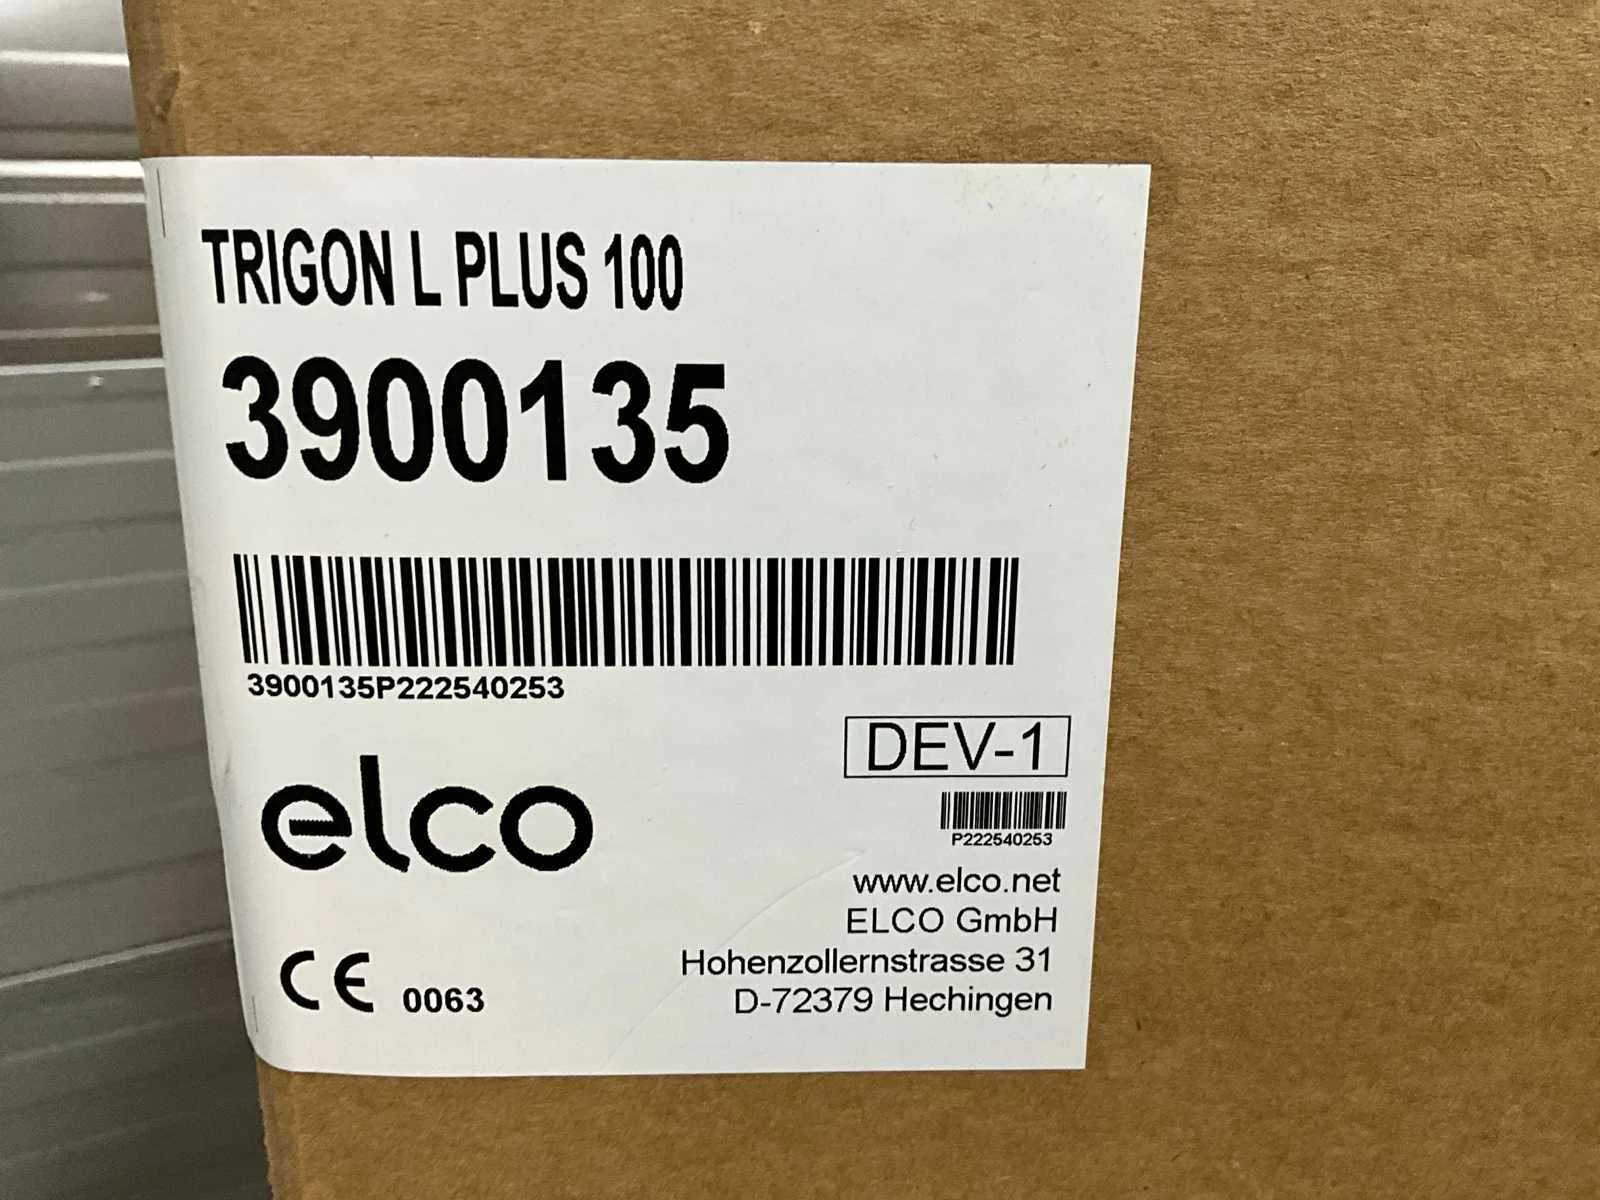 TRIGON L PLUS 100
3900135
3900135P222540253
elco
DEV-1
P222540253
www.elco.net
ELCO GmbH
Hohenzollernstrasse 31
D-72379 Hechingen
CE 0063